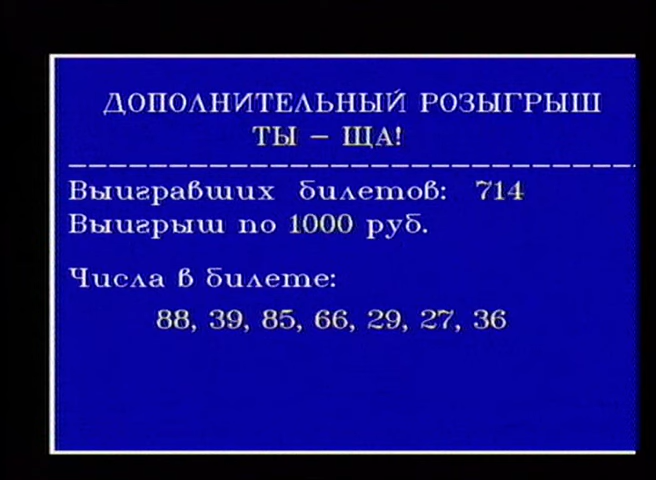 ДОПОЛНИТЕЛЬНЫЙ РОЗЫГРЫШ
ТЫ – ЩА!
Выигравших билетов: 714
Выигрыш по 1000 руб.
Числа в билете:
88, 39, 85, 66, 29, 27, 36